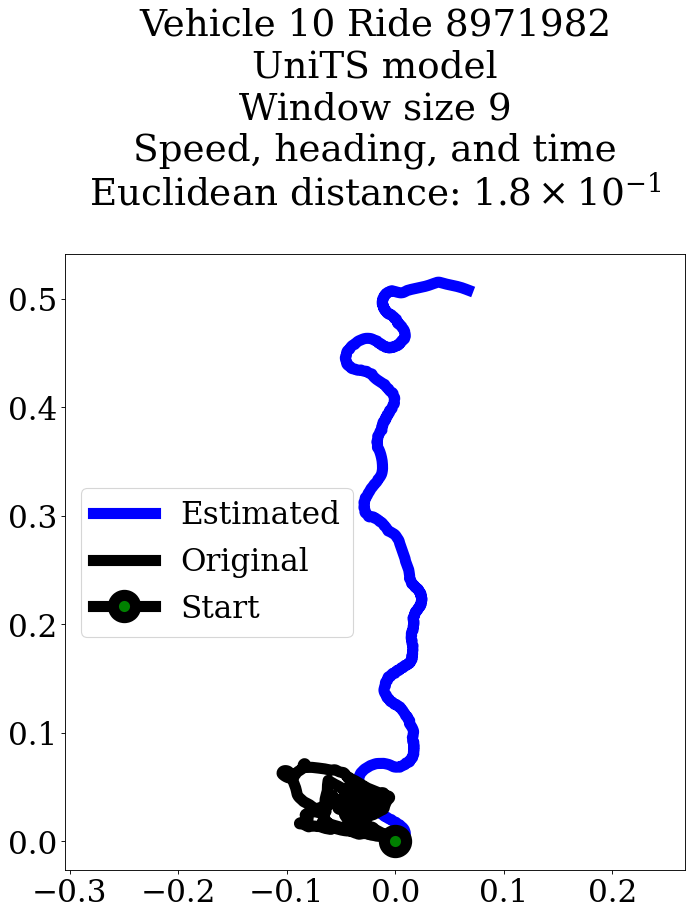 Vehicle 10 Ride 8971982
UniTS model
Window size 9
Speed, heading, and time
Euclidean distance: 1.8 × 10⁻¹
0.5
0.4
0.3
0.2
0.1
0.0
Estimated
Original
Start
−0.3 −0.2 −0.1 0.0 0.1 0.2